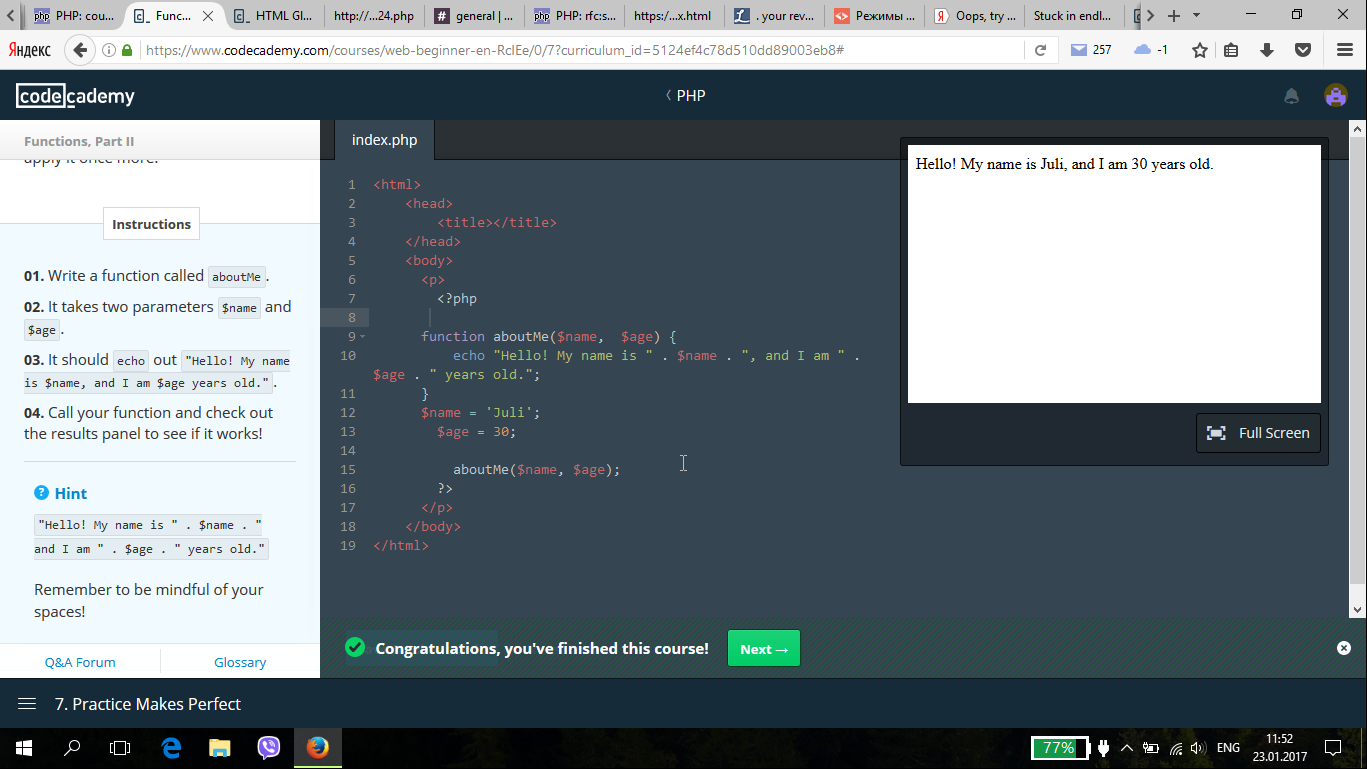 PHP: cou...
Func...
HTML Gl...
http://...24.php
general | ...
PHP: rfc:s...
https:/...x.html
. your rev...
Режимы ...
Oops, try ...
Stuck in endl...
Яндекс
https://www.codecademy.com/courses/web-beginner-en-RclEe/0/7?curriculum_id=5124ef4c78d510dd89003eb8#
257
-1
codecademy
PHP
Functions, Part II
apply it once more!
Instructions
01. Write a function called aboutMe.
02. It takes two parameters $name and
$age.
03. It should echo out "Hello! My name
is $name, and I am $age years old.".
04. Call your function and check out
the results panel to see if it works!
Hint
"Hello! My name is " . $name . "
and I am " . $age . " years old."
Remember to be mindful of your
spaces!
Q&A Forum
Glossary
index.php
1 <html>
2 <head>
3 <title></title>
4 </head>
5 <body>
6 <p>
7 <?php
8
9 function aboutMe($name,  $age) {
10 echo "Hello! My name is " . $name . ", and I am " .
$age . " years old.";
11 }
12 $name = 'Juli';
13 $age = 30;
14
15 aboutMe($name, $age);
16 ?>
17 </p>
18 </body>
19 </html>
Hello! My name is Juli, and I am 30 years old.
Full Screen
Congratulations, you've finished this course!
Next →
7. Practice Makes Perfect
77%
ENG
11:52
23.01.2017